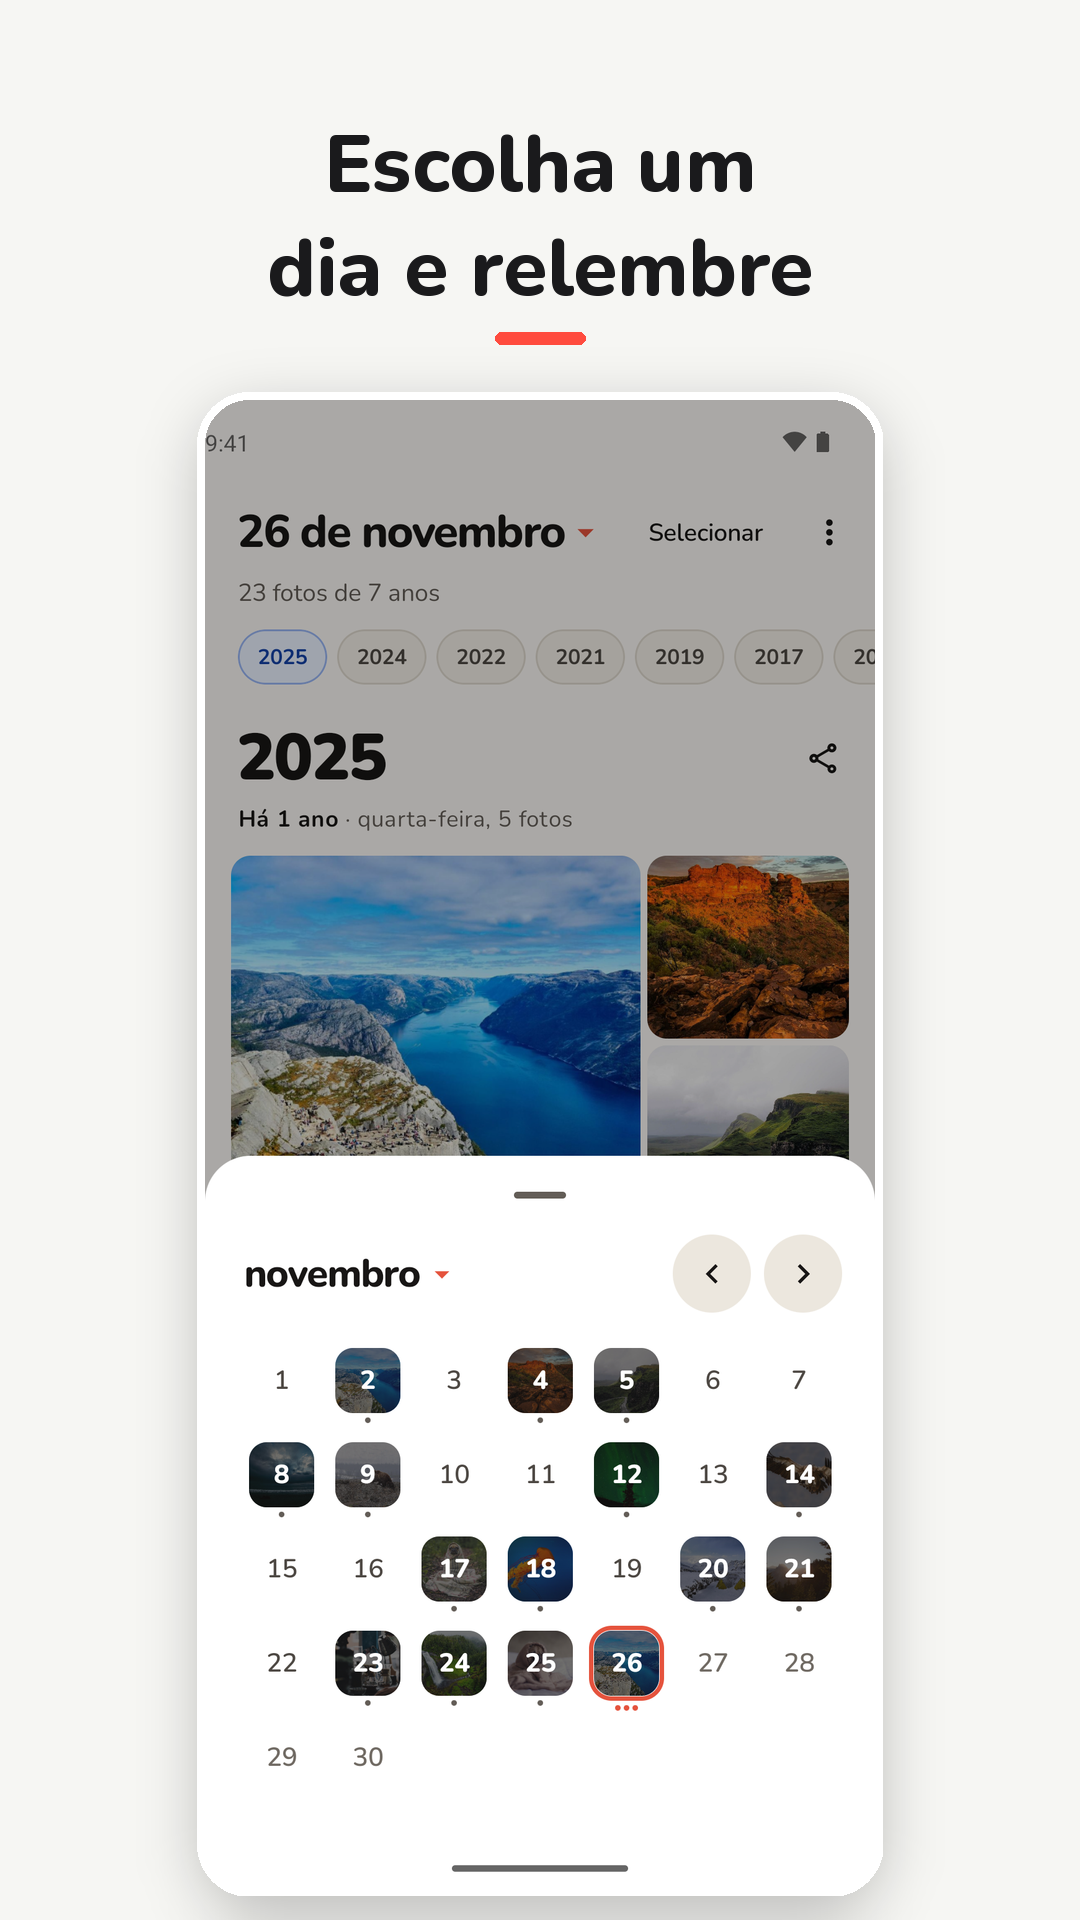 Escolha um
dia e relembre
9:41
26 de novembro
Selecionar
23 fotos de 7 anos
2025 2024 2022 2021 2019 2017 20
2025
Há 1 ano · quarta-feira, 5 fotos
novembro
1 2 3 4 5 6 7
8 9 10 11 12 13 14
15 16 17 18 19 20 21
22 23 24 25 26 27 28
29 30